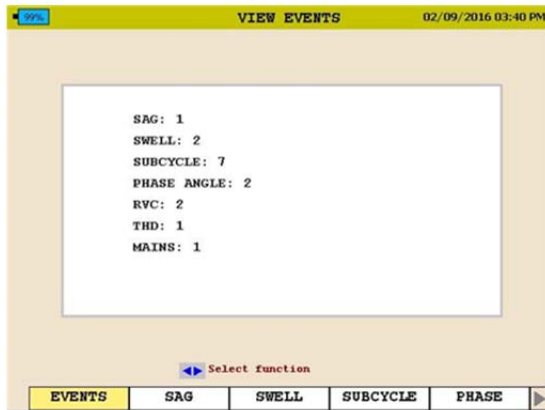 99% VIEW EVENTS 02/09/2016 03:40 PM
SAG: 1
SWELL: 2
SUBCYCLE: 7
PHASE ANGLE: 2
RVC: 2
THD: 1
MAINS: 1
Select function
EVENTS SAG SWELL SUBCYCLE PHASE